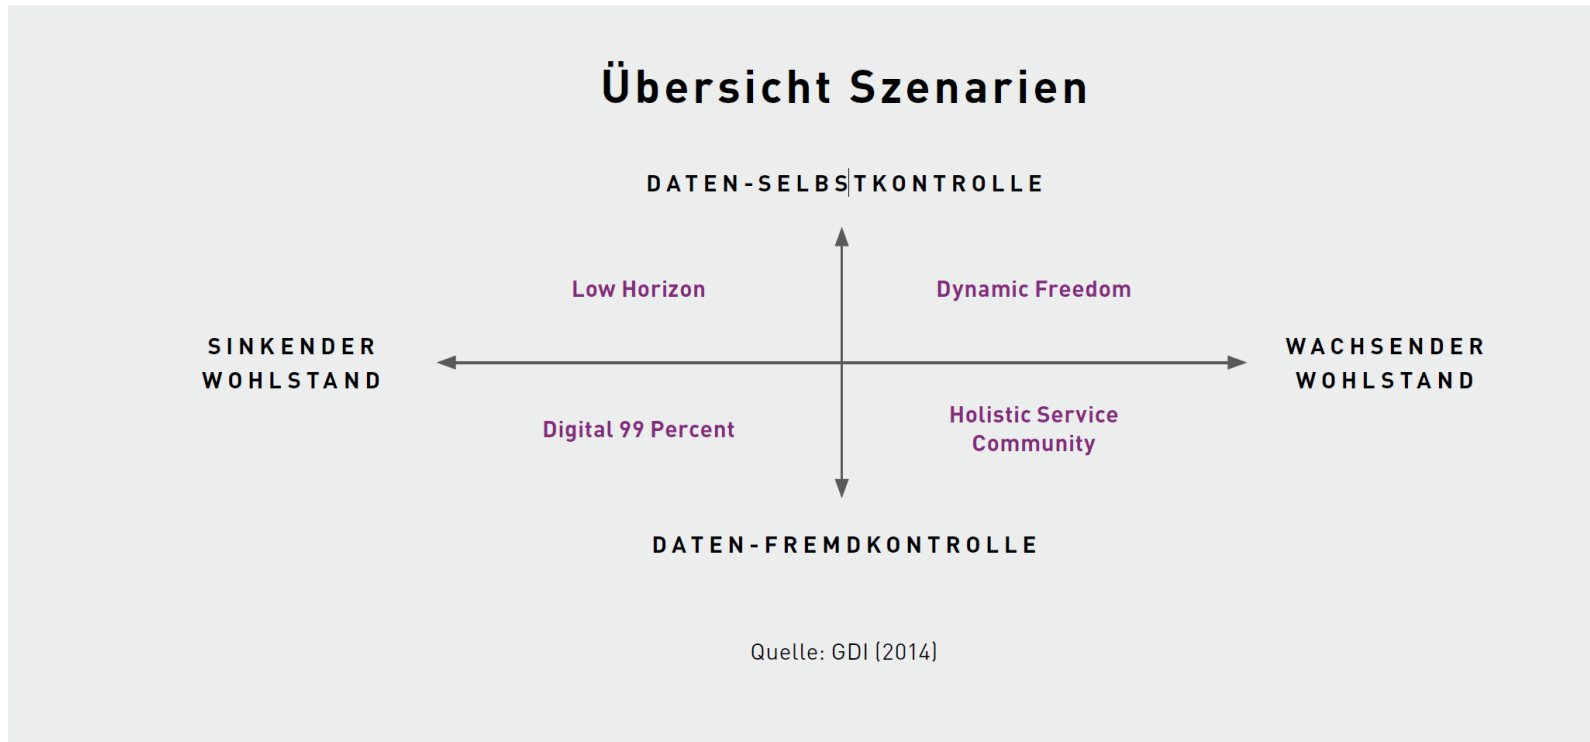 Übersicht Szenarien
DATEN-SELBSTKONTROLLE
Low Horizon
Dynamic Freedom
SINKENDER
WOHLSTAND
WACHSENDER
WOHLSTAND
Digital 99 Percent
Holistic Service
Community
DATEN-FREMDKONTROLLE
Quelle: GDI (2014)